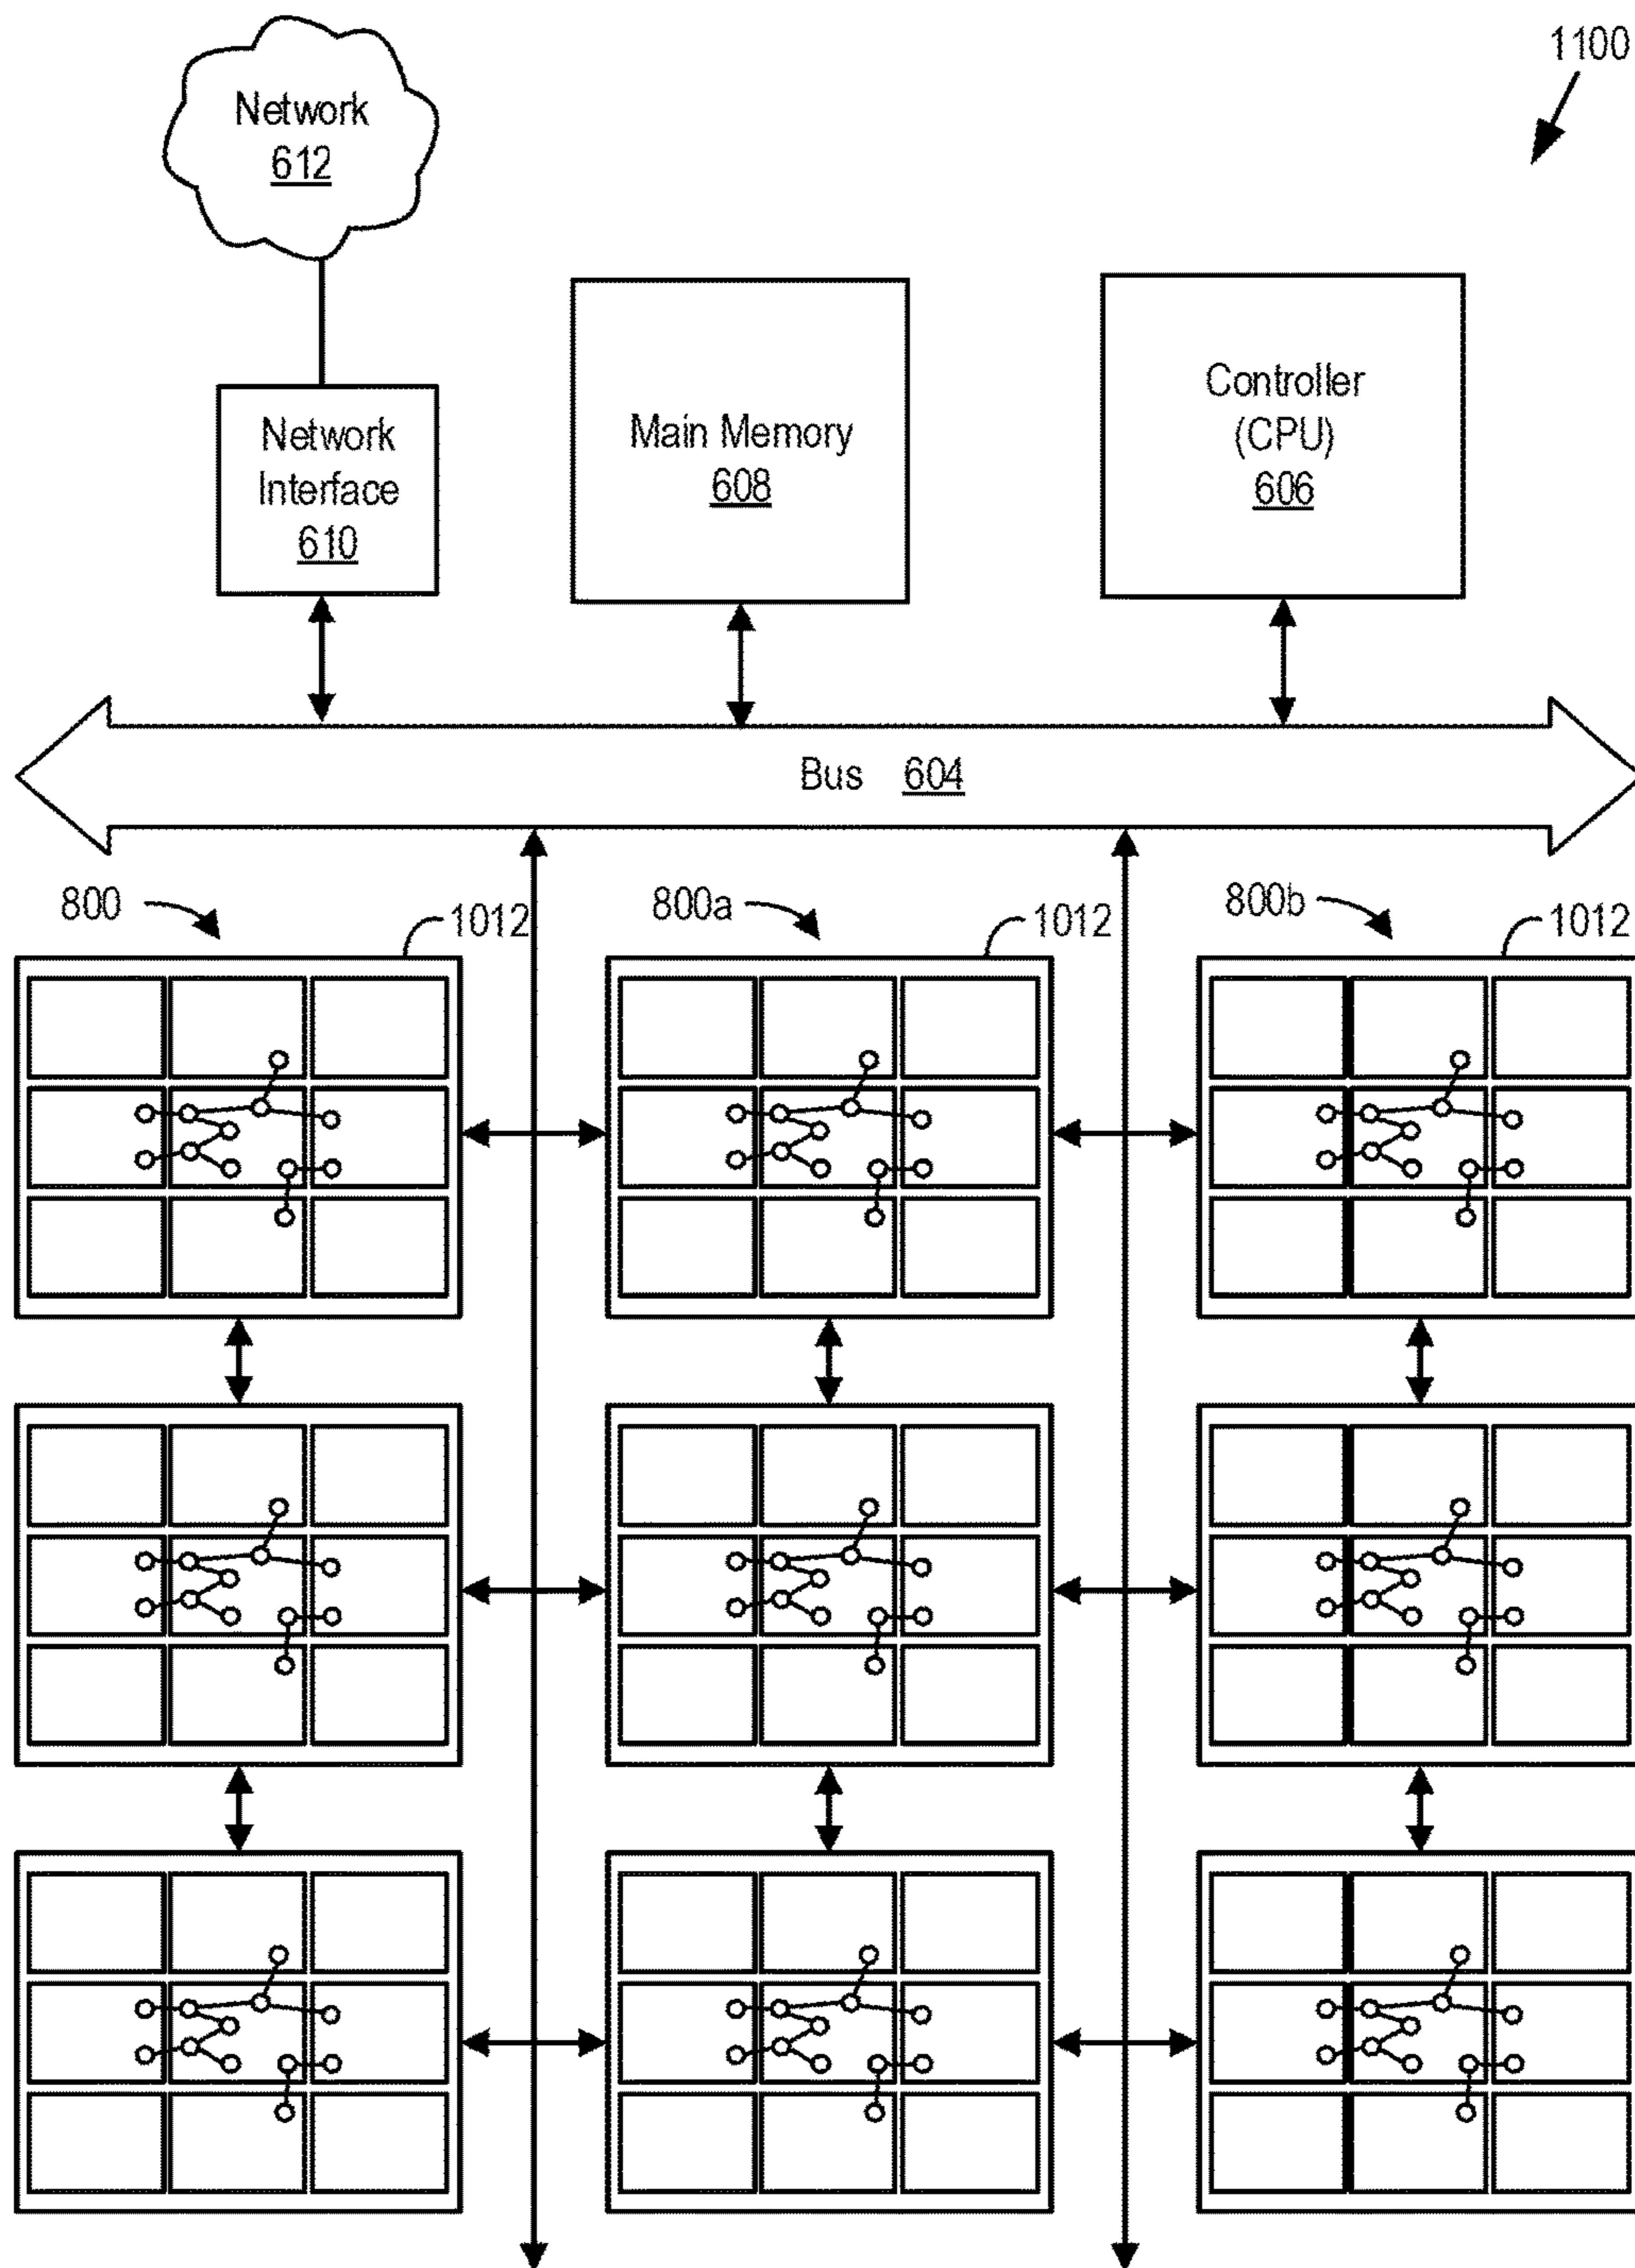 1100
Network
612
Network
Interface
610
Main Memory
608
Controller
(CPU)
606
Bus 604
800
1012
800a
1012
800b
1012